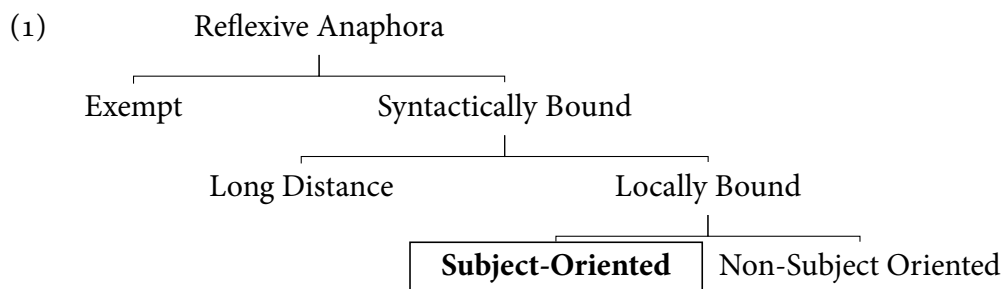 (1) Reflexive Anaphora
Exempt Syntactically Bound
Long Distance Locally Bound
Subject-Oriented Non-Subject Oriented